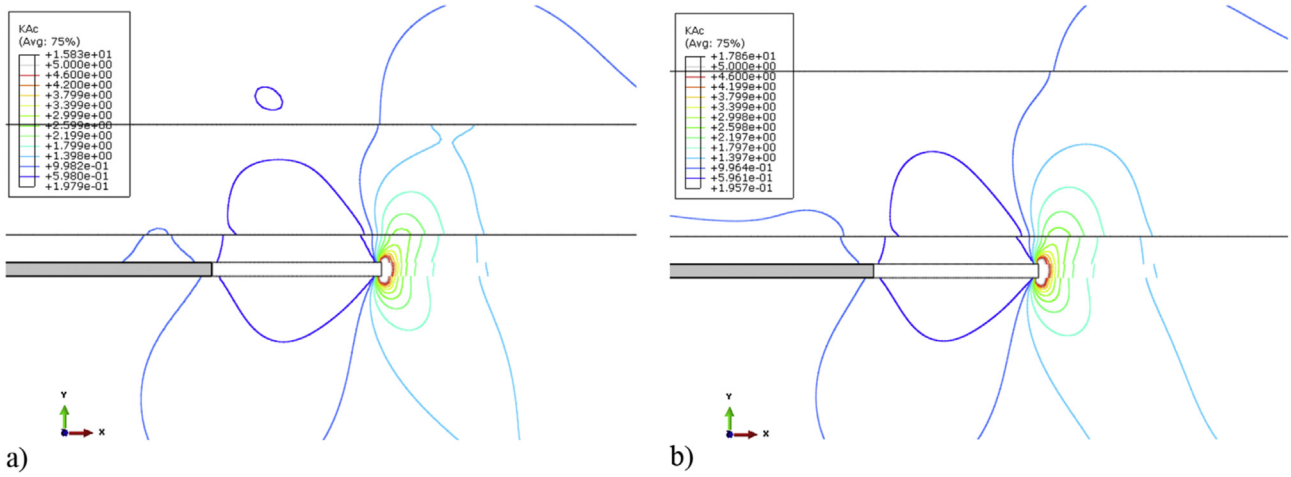 KAc
(Avg: 75%)
+1.583e+01
+5.000e+00
+4.600e+00
+4.200e+00
+3.799e+00
+3.399e+00
+2.999e+00
+2.599e+00
+2.199e+00
+1.799e+00
+1.398e+00
+9.982e-01
+5.980e-01
+1.979e-01
Y
X
a)
KAc
(Avg: 75%)
+1.786e+01
+5.000e+00
+4.600e+00
+4.199e+00
+3.799e+00
+3.399e+00
+2.998e+00
+2.598e+00
+2.197e+00
+1.797e+00
+1.397e+00
+9.964e-01
+5.961e-01
+1.957e-01
Y
X
b)